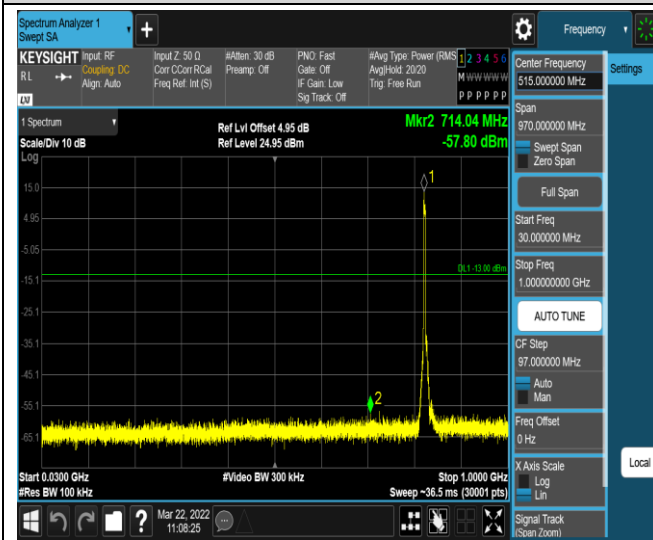 Spectrum Analyzer 1
Swept SA
Frequency
KEYSIGHT
RL
LXI
Input: RF
Coupling: DC
Align: Auto
Input Z: 50 Ω
Corr CCorr RCal
Freq Ref: Int (S)
#Atten: 30 dB
Preamp: Off
PNO: Fast
Gate: Off
IF Gain: Low
Sig Track: Off
#Avg Type: Power (RMS
Avg|Hold: 20/20
Trig: Free Run
1 2 3 4 5 6
M W W W W W
P P P P P P
1 Spectrum
Scale/Div 10 dB
Log
Ref Lvl Offset 4.95 dB
Ref Level 24.95 dBm
Mkr2 714.04 MHz
-57.80 dBm
15.0
4.95
-5.05
-15.1
-25.1
-35.1
-45.1
-55.1
-65.1
1
DL1 -13.00 dBm
2
Start 0.0300 GHz
#Res BW 100 kHz
#Video BW 300 kHz
Stop 1.0000 GHz
Sweep ~36.5 ms (30001 pts)
?
Mar 22, 2022
11:08:25
Center Frequency
515.000000 MHz
Span
970.000000 MHz
Swept Span
Zero Span
Full Span
Start Freq
30.000000 MHz
Stop Freq
1.000000000 GHz
AUTO TUNE
CF Step
97.000000 MHz
Auto
Man
Freq Offset
0 Hz
X Axis Scale
Log
Lin
Signal Track
(Span Zoom)
Settings
Local